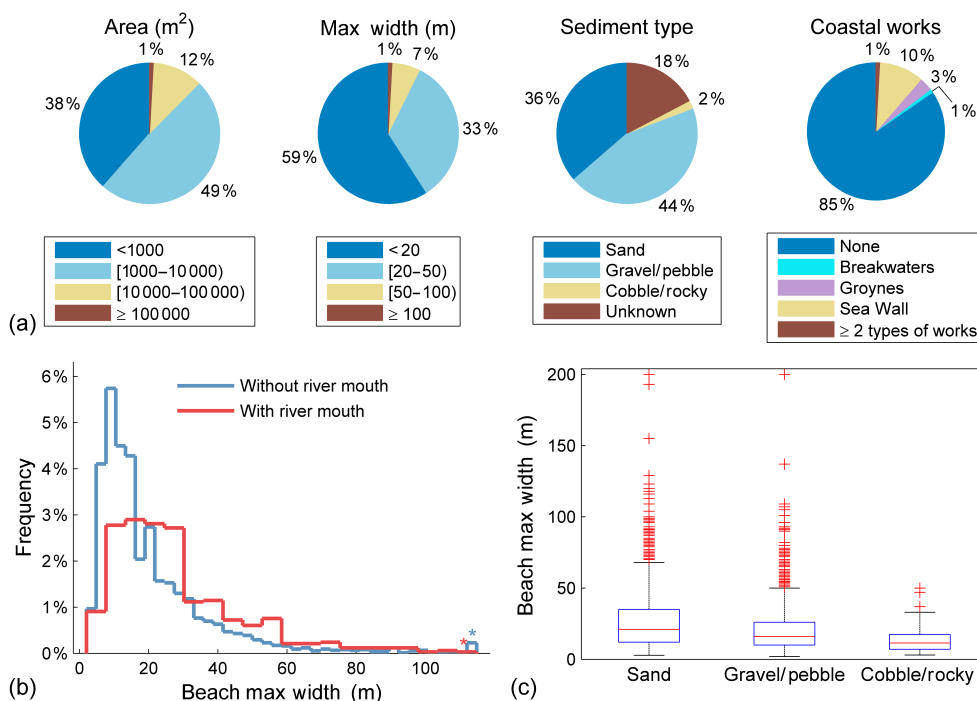 Area (m²)
Max width (m)
Sediment type
Coastal works
1%
12%
38%
49%
1%
7%
33%
59%
18%
2%
36%
44%
1%
10%
3%
1%
85%
<1000
[1000–10 000)
[10 000–100 000)
≥ 100 000
<20
[20–50)
[50–100)
≥ 100
Sand
Gravel/pebble
Cobble/rocky
Unknown
None
Breakwaters
Groynes
Sea Wall
≥ 2 types of works
(a)
6%
5%
4%
3%
2%
1%
0%
Frequency
Without river mouth
With river mouth
*
*
0
20
40
60
80
100
Beach max width (m)
(b)
200
150
100
50
0
Beach max width (m)
Sand
Gravel/pebble
Cobble/rocky
(c)